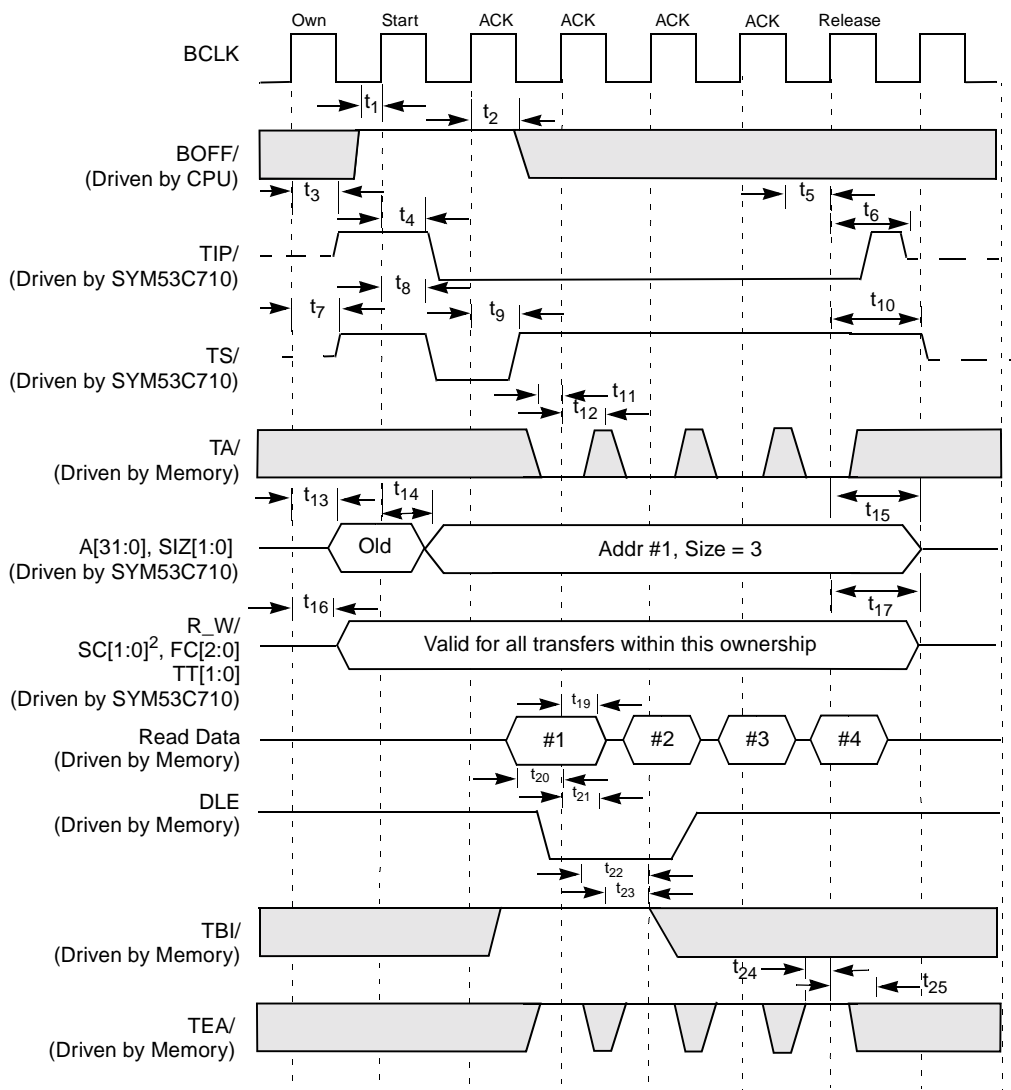 Own Start ACK ACK ACK ACK Release
BCLK
t1
t2
BOFF/
(Driven by CPU)
t3
t4
t5
t6
TIP/
(Driven by SYM53C710)
t7
t8
t9
t10
TS/
(Driven by SYM53C710)
t11
t12
TA/
(Driven by Memory)
t13
t14
t15
A[31:0], SIZ[1:0]
(Driven by SYM53C710)
Old
Addr #1, Size = 3
t16
t17
R_W/
SC[1:0]2, FC[2:0]
TT[1:0]
(Driven by SYM53C710)
Valid for all transfers within this ownership
t19
Read Data
(Driven by Memory)
#1 #2 #3 #4
t20
t21
DLE
(Driven by Memory)
t22
t23
TBI/
(Driven by Memory)
t24
t25
TEA/
(Driven by Memory)